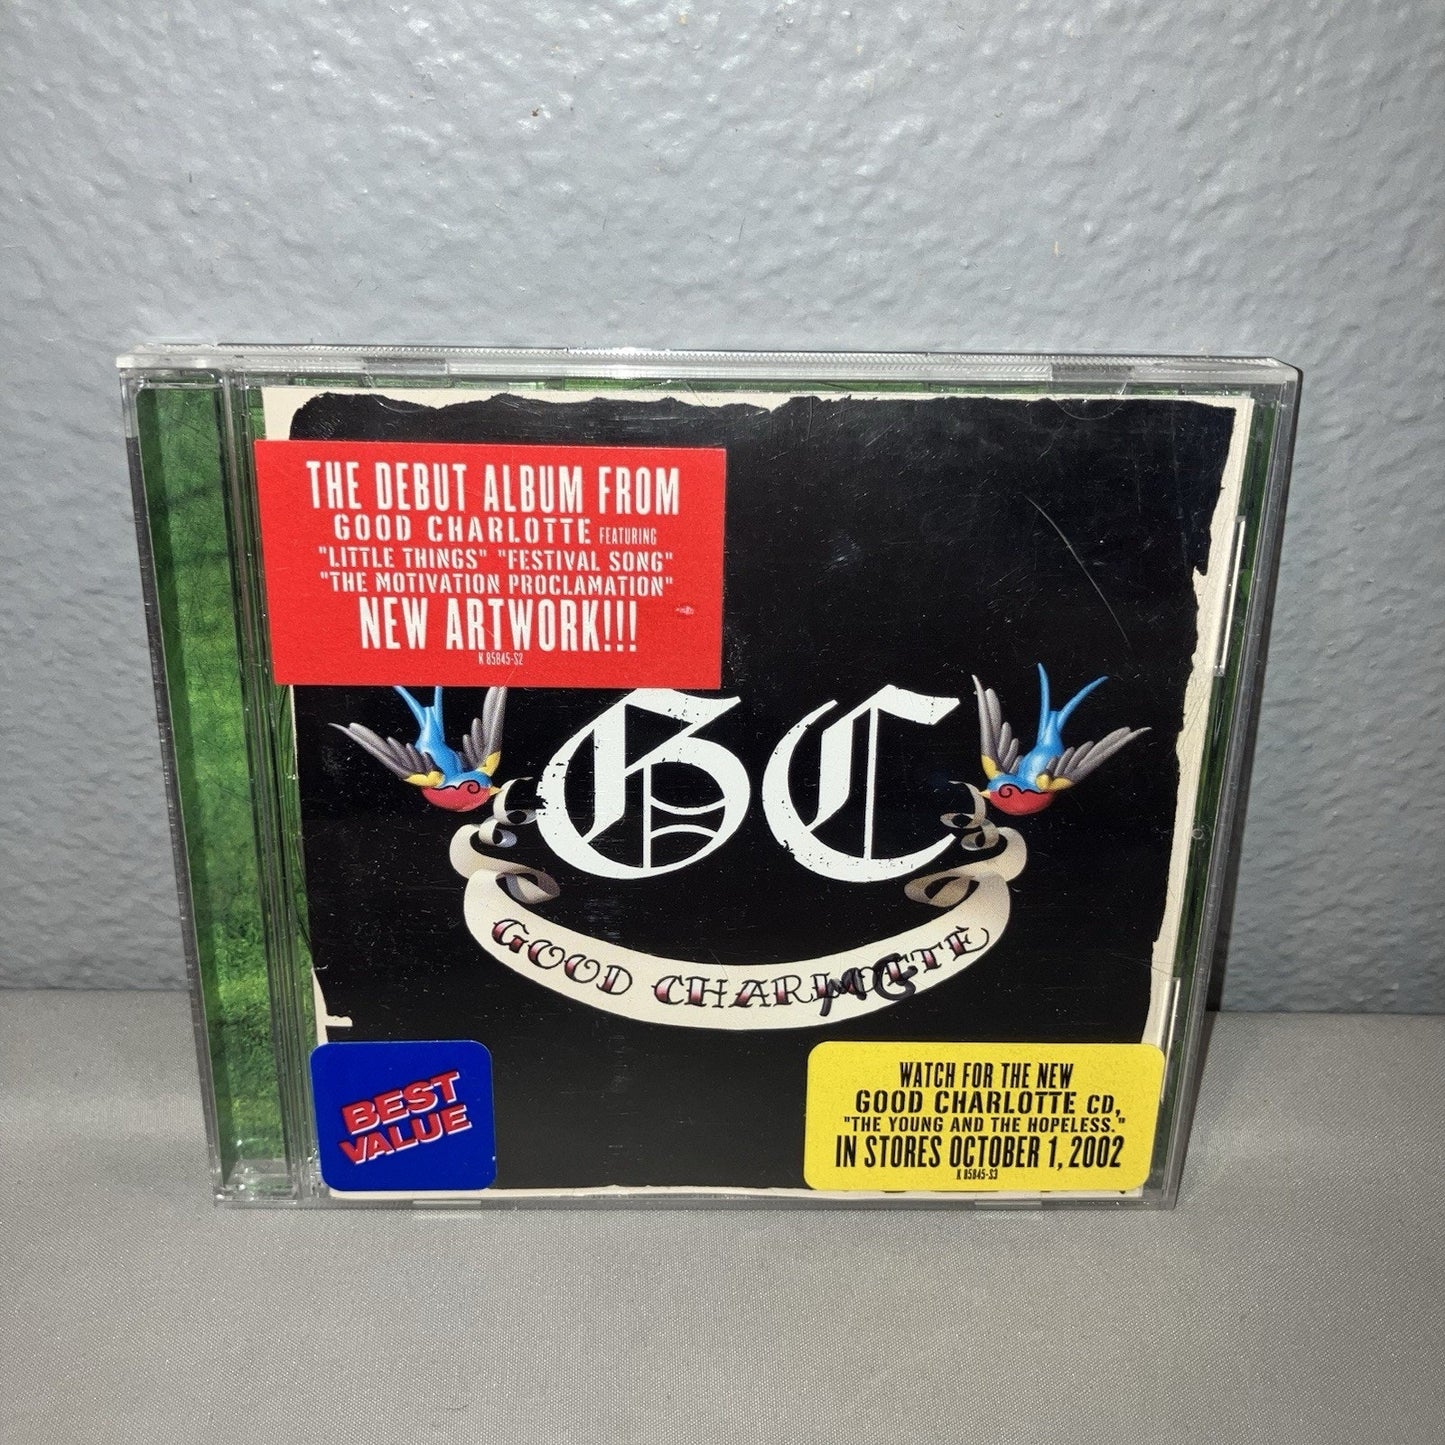 THE DEBUT ALBUM FROM
GOOD CHARLOTTE FEATURING
"LITTLE THINGS" "FESTIVAL SONG"
"THE MOTIVATION PROCLAMATION"
NEW ARTWORK!!!
K 85845-S2
GC
GOOD CHARLOTTE
BEST
VALUE
WATCH FOR THE NEW
GOOD CHARLOTTE CD,
"THE YOUNG AND THE HOPELESS."
IN STORES OCTOBER 1, 2002
K 85845-S3